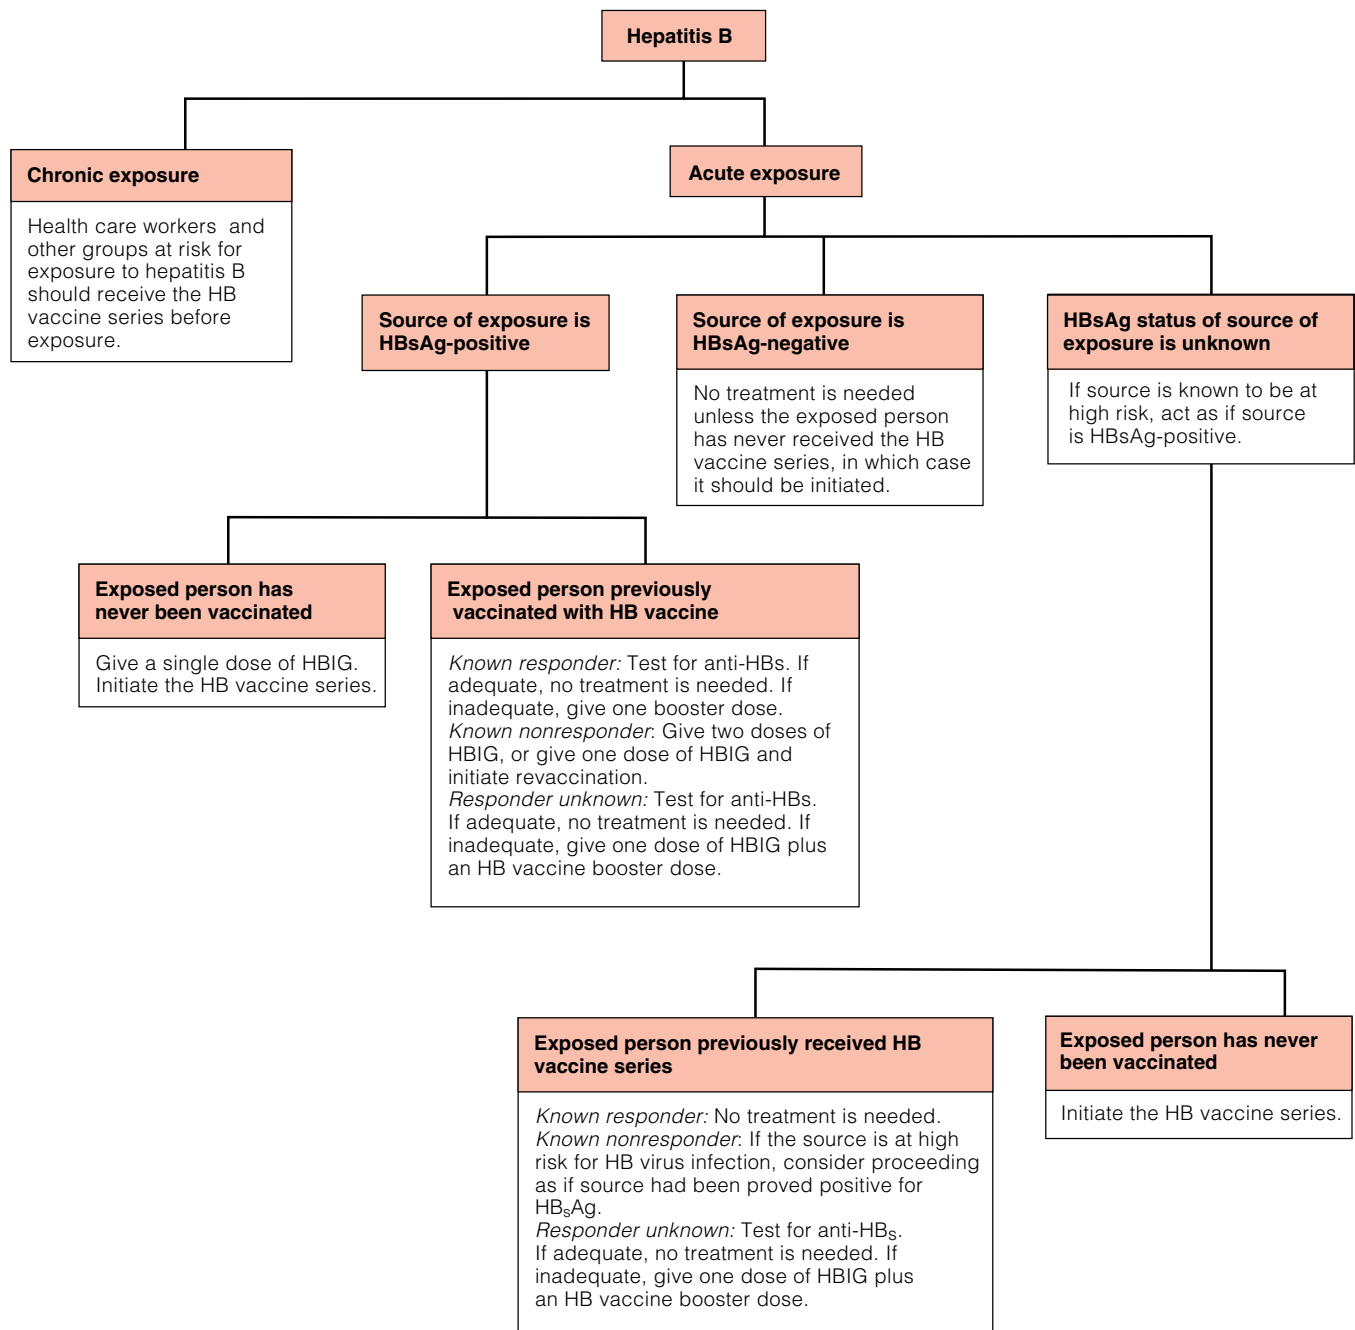 Hepatitis B
Chronic exposure
Health care workers and
other groups at risk for
exposure to hepatitis B
should receive the HB
vaccine series before
exposure.
Acute exposure
Source of exposure is
HBsAg-positive
Source of exposure is
HBsAg-negative
No treatment is needed
unless the exposed person
has never received the HB
vaccine series, in which case
it should be initiated.
HBsAg status of source of
exposure is unknown
If source is known to be at
high risk, act as if source
is HBsAg-positive.
Exposed person has
never been vaccinated
Give a single dose of HBIG.
Initiate the HB vaccine series.
Exposed person previously
vaccinated with HB vaccine
Known responder: Test for anti-HBs. If
adequate, no treatment is needed. If
inadequate, give one booster dose.
Known nonresponder: Give two doses of
HBIG, or give one dose of HBIG and
initiate revaccination.
Responder unknown: Test for anti-HBs.
If adequate, no treatment is needed. If
inadequate, give one dose of HBIG plus
an HB vaccine booster dose.
Exposed person previously received HB
vaccine series
Known responder: No treatment is needed.
Known nonresponder: If the source is at high
risk for HB virus infection, consider proceeding
as if source had been proved positive for
HBsAg.
Responder unknown: Test for anti-HBs.
If adequate, no treatment is needed. If
inadequate, give one dose of HBIG plus
an HB vaccine booster dose.
Exposed person has never
been vaccinated
Initiate the HB vaccine series.